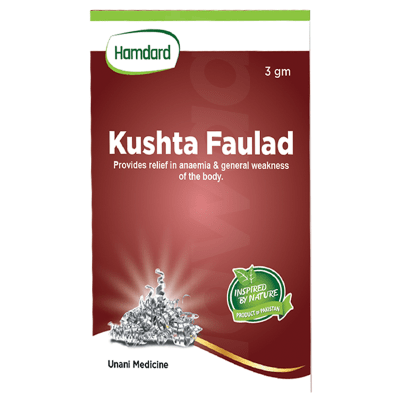 Hamdard
3 gm
Kushta Faulad
Provides relief in anaemia & general weakness
of the body.
INSPIRED
BY NATURE
PRODUCT of PAKISTAN
Unani Medicine